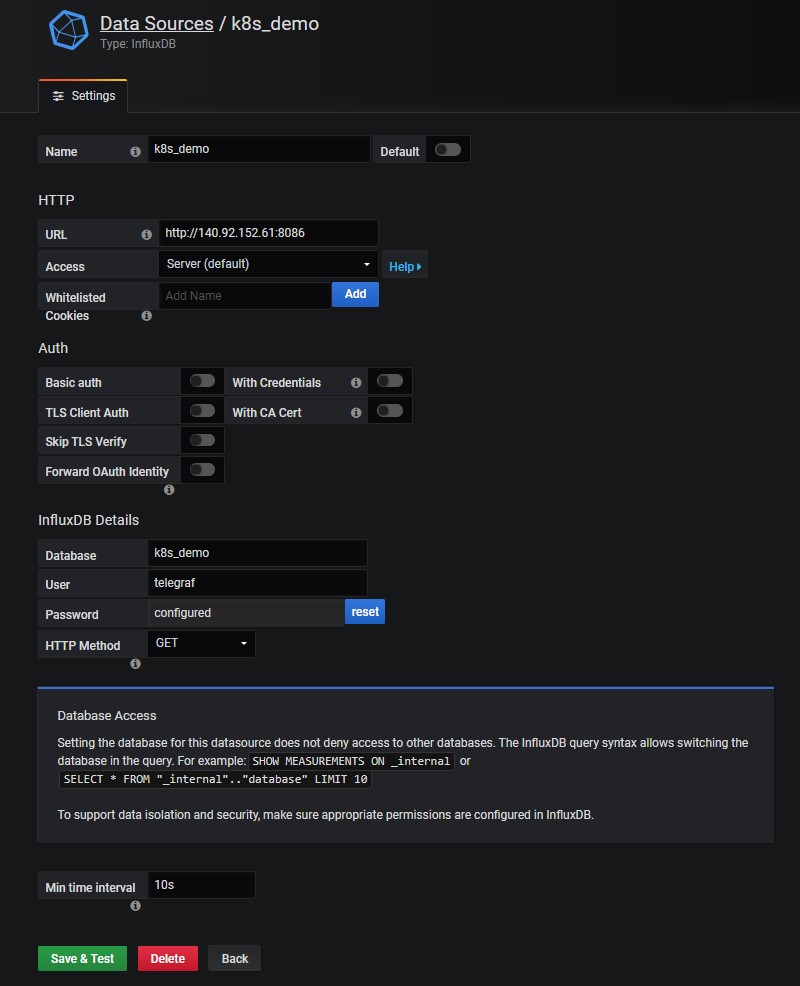 Data Sources / k8s_demo
Type: InfluxDB
Settings
Name k8s_demo Default
HTTP
URL http://140.92.152.61:8086
Access Server (default) Help
Whitelisted Cookies Add Name Add
Auth
Basic auth With Credentials
TLS Client Auth With CA Cert
Skip TLS Verify
Forward OAuth Identity
InfluxDB Details
Database k8s_demo
User telegraf
Password configured reset
HTTP Method GET
Database Access
Setting the database for this datasource does not deny access to other databases. The InfluxDB query syntax allows switching the
database in the query. For example: SHOW MEASUREMENTS ON _internal or
SELECT * FROM "_internal".."database" LIMIT 10
To support data isolation and security, make sure appropriate permissions are configured in InfluxDB.
Min time interval 10s
Save & Test Delete Back